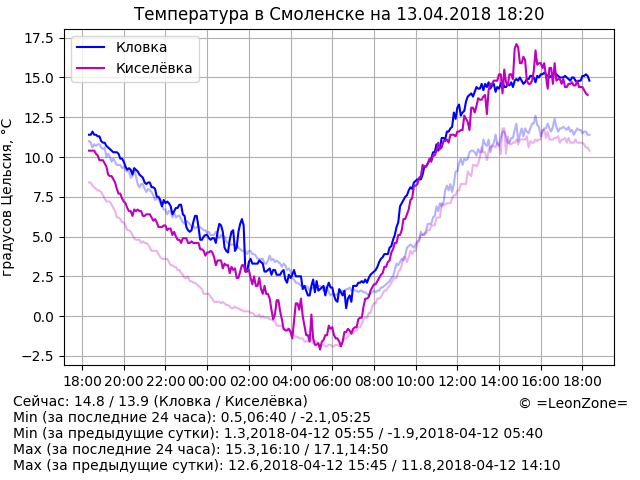 Температура в Смоленске на 13.04.2018 18:20
градусов Цельсия, °C
17.5
15.0
12.5
10.0
7.5
5.0
2.5
0.0
−2.5
Кловка
Киселёвка
18:00 20:00 22:00 00:00 02:00 04:00 06:00 08:00 10:00 12:00 14:00 16:00 18:00
Сейчас: 14.8 / 13.9 (Кловка / Киселёвка)
© =LeonZone=
Min (за последние 24 часа): 0.5,06:40 / -2.1,05:25
Min (за предыдущие сутки): 1.3,2018-04-12 05:55 / -1.9,2018-04-12 05:40
Max (за последние 24 часа): 15.3,16:10 / 17.1,14:50
Max (за предыдущие сутки): 12.6,2018-04-12 15:45 / 11.8,2018-04-12 14:10